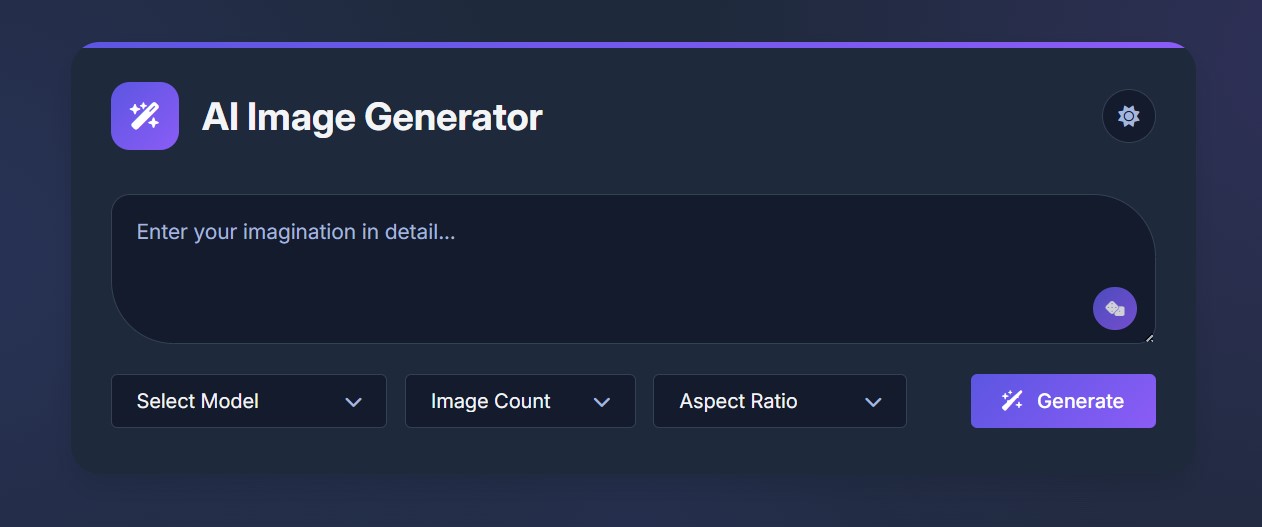 AI Image Generator
Enter your imagination in detail...
Select Model
Image Count
Aspect Ratio
Generate